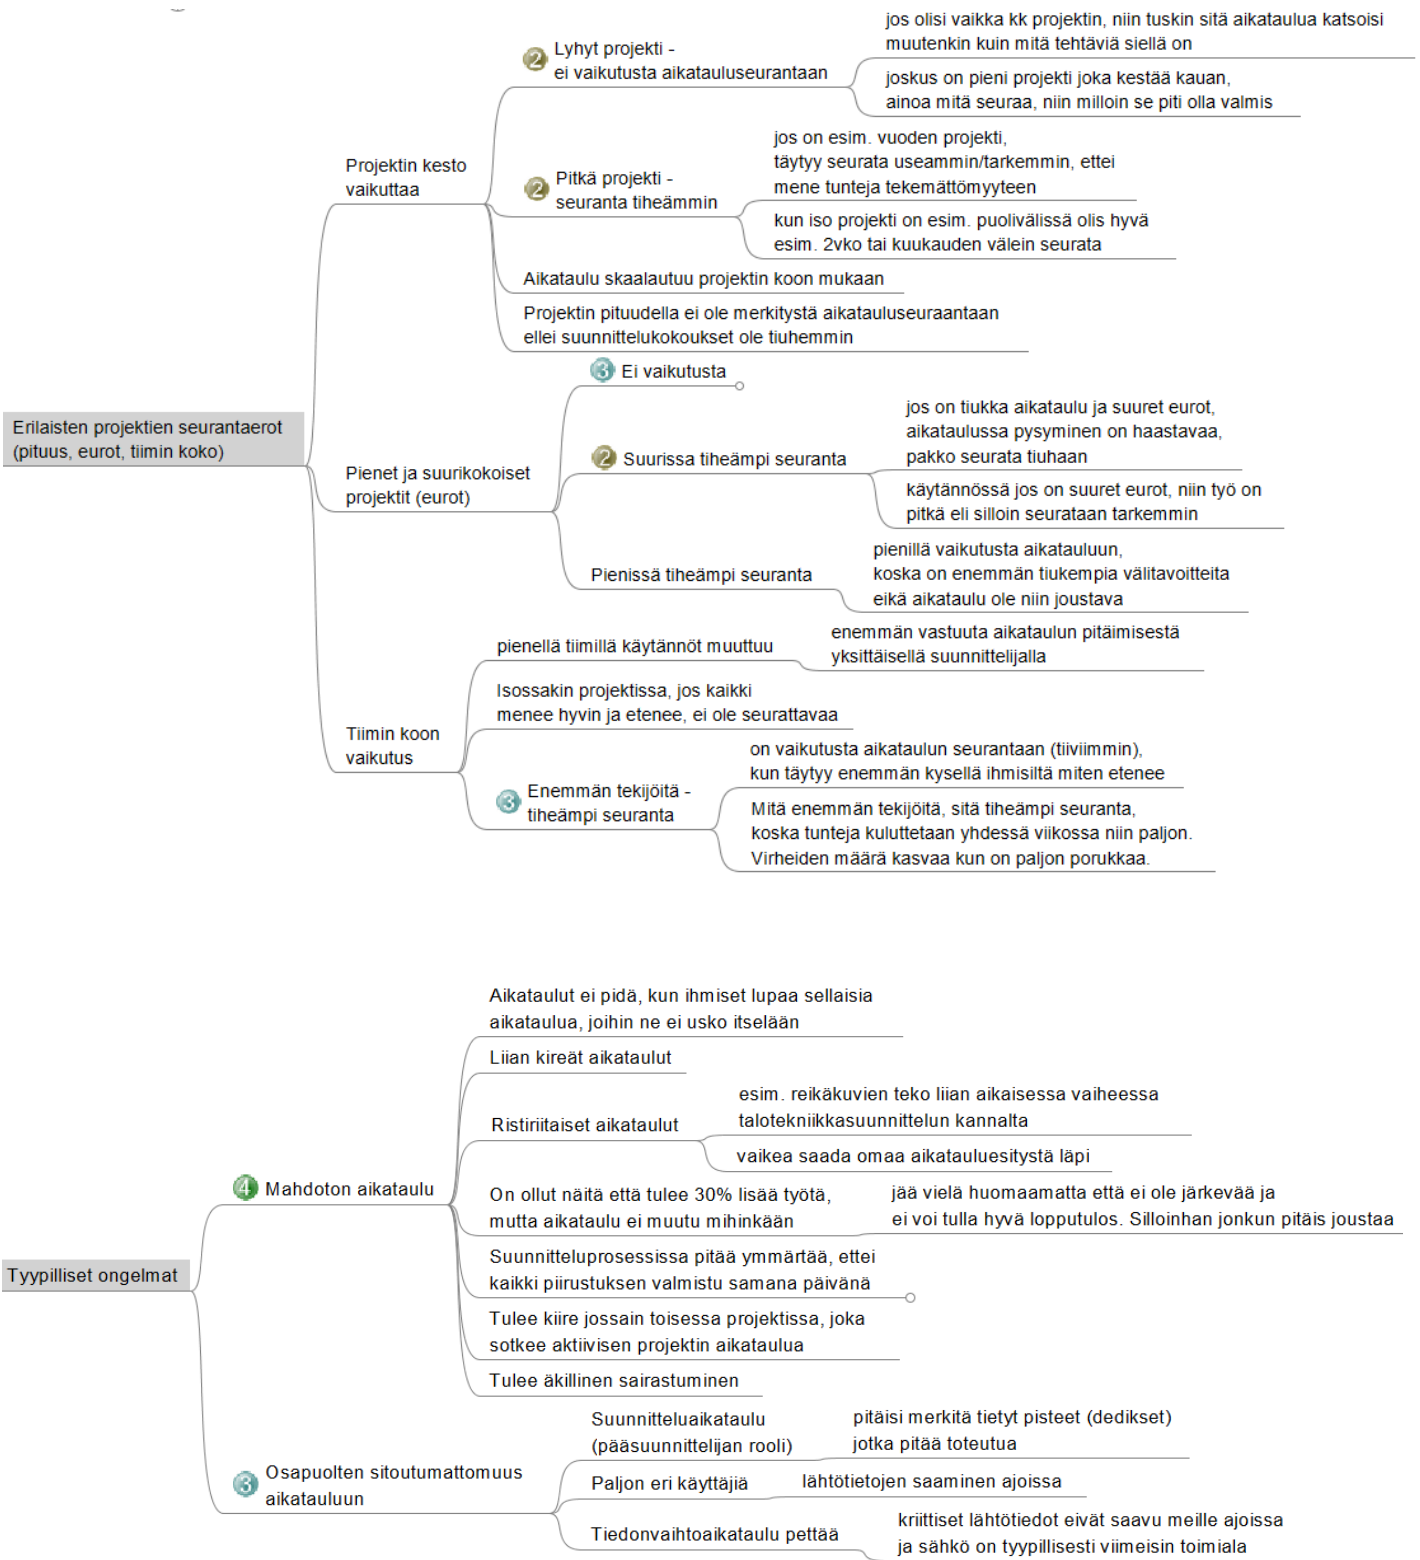 Erilaisten projektien seurantaerot
(pituus, eurot, tiimin koko)
Projektin kesto
vaikuttaa
2 Lyhyt projekti -
ei vaikutusta aikatauluseurantaan
jos olisi vaikka kk projektin, niin tuskin sitä aikataulua katsoisi
muutenkin kuin mitä tehtäviä siellä on
joskus on pieni projekti joka kestää kauan,
ainoa mitä seuraa, niin milloin se piti olla valmis
2 Pitkä projekti -
seuranta tiheämmin
jos on esim. vuoden projekti,
täytyy seurata useammin/tarkemmin, ettei
mene tunteja tekemättömyyteen
kun iso projekti on esim. puolivälissä olis hyvä
esim. 2vko tai kuukauden välein seurata
Aikataulu skaalautuu projektin koon mukaan
Projektin pituudella ei ole merkitystä aikatauluseuraantaan
ellei suunnittelukokoukset ole tiuhemmin
Pienet ja suurikokoiset
projektit (eurot)
3 Ei vaikutusta
2 Suurissa tiheämpi seuranta
jos on tiukka aikataulu ja suuret eurot,
aikataulussa pysyminen on haastavaa,
pakko seurata tiuhaan
käytännössä jos on suuret eurot, niin työ on
pitkä eli silloin seurataan tarkemmin
Pienissä tiheämpi seuranta
pienillä vaikutusta aikatauluun,
koska on enemmän tiukempia välitavoitteita
eikä aikataulu ole niin joustava
Tiimin koon
vaikutus
pienellä tiimillä käytännöt muuttuu
enemmän vastuuta aikataulun pitäimisestä
yksittäisellä suunnittelijalla
Isossakin projektissa, jos kaikki
menee hyvin ja etenee, ei ole seurattavaa
3 Enemmän tekijöitä -
tiheämpi seuranta
on vaikutusta aikataulun seurantaan (tiiviimmin),
kun täytyy enemmän kysellä ihmisiltä miten etenee
Mitä enemmän tekijöitä, sitä tiheämpi seuranta,
koska tunteja kuluttetaan yhdessä viikossa niin paljon.
Virheiden määrä kasvaa kun on paljon porukkaa.
Tyypilliset ongelmat
4 Mahdoton aikataulu
Aikataulut ei pidä, kun ihmiset lupaa sellaisia
aikataulua, joihin ne ei usko itselään
Liian kireät aikataulut
Ristiriitaiset aikataulut
esim. reikäkuvien teko liian aikaisessa vaiheessa
talotekniikkasuunnittelun kannalta
vaikea saada omaa aikatauluesitystä läpi
On ollut näitä että tulee 30% lisää työtä,
mutta aikataulu ei muutu mihinkään
jää vielä huomaamatta että ei ole järkevää ja
ei voi tulla hyvä lopputulos. Silloinhan jonkun pitäis joustaa
Suunnitteluprosessissa pitää ymmärtää, ettei
kaikki piirustuksen valmistu samana päivänä
Tulee kiire jossain toisessa projektissa, joka
sotkee aktiivisen projektin aikataulua
Tulee äkillinen sairastuminen
3 Osapuolten sitoutumattomuus
aikatauluun
Suunnitteluaikataulu
(pääsuunnittelijan rooli)
pitäisi merkitä tietyt pisteet (dedikset)
jotka pitää toteutua
Paljon eri käyttäjiä
lähtötietojen saaminen ajoissa
Tiedonvaihtoaikataulu pettää
kriittiset lähtötiedot eivät saavu meille ajoissa
ja sähkö on tyypillisesti viimeisin toimiala